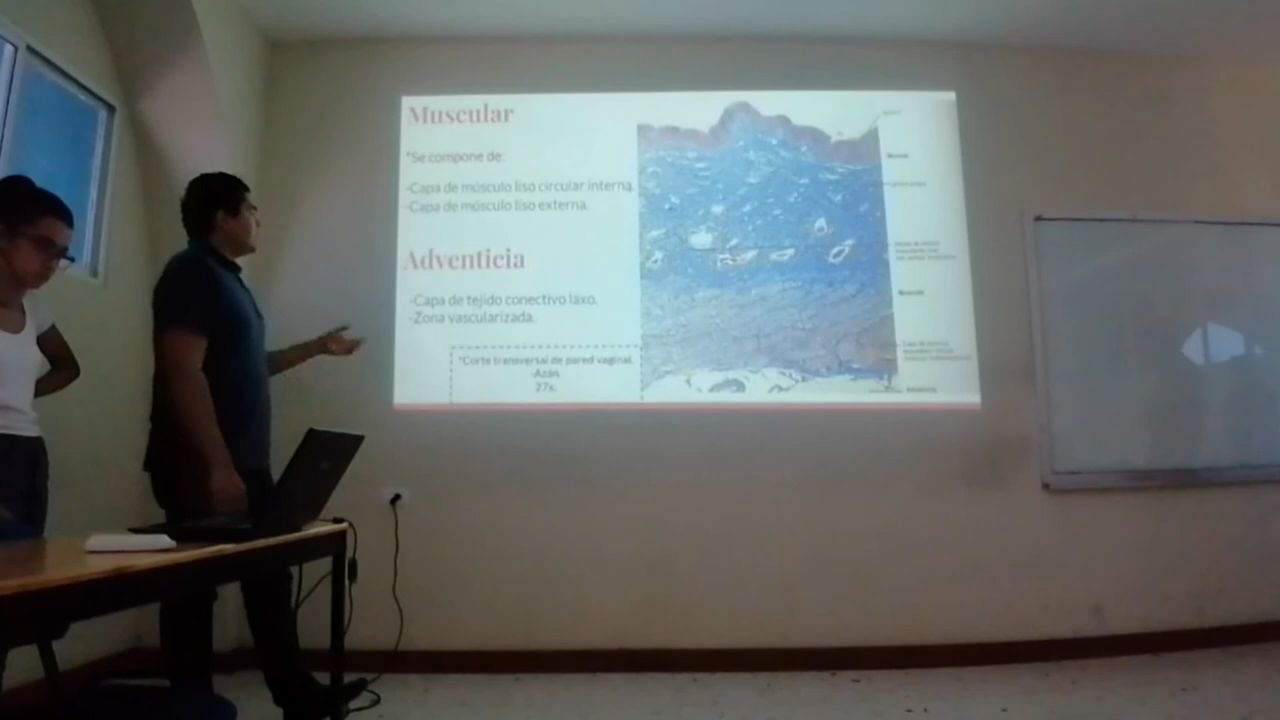 Muscular
*Se compone de:
-Capa de músculo liso circular interna.
-Capa de músculo liso externa.
Adventicia
-Capa de tejido conectivo laxo.
-Zona vascularizada.
*Corte transversal de pared vaginal.
-Azán.
27x.